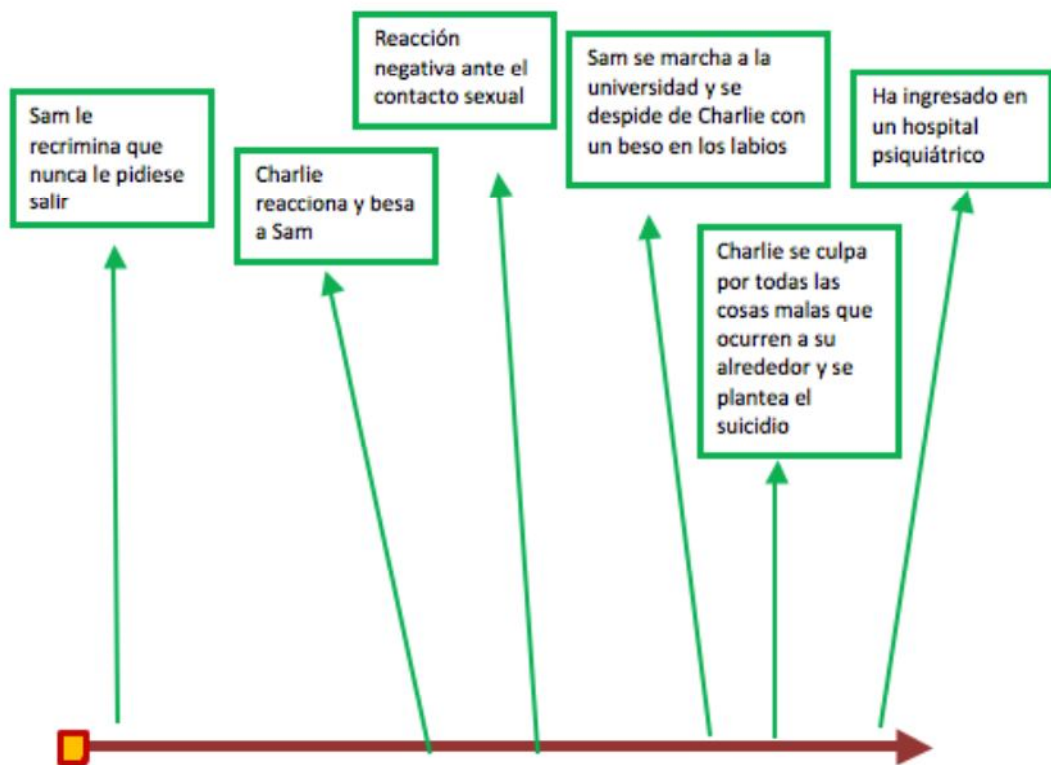 Sam le
recrimina que
nunca le pidiese
salir
Charlie
reacciona y besa
a Sam
Reacción
negativa ante el
contacto sexual
Sam se marcha a la
universidad y se
despide de Charlie con
un beso en los labios
Charlie se culpa
por todas las
cosas malas que
ocurren a su
alrededor y se
plantea el
suicidio
Ha ingresado en
un hospital
psiquiátrico